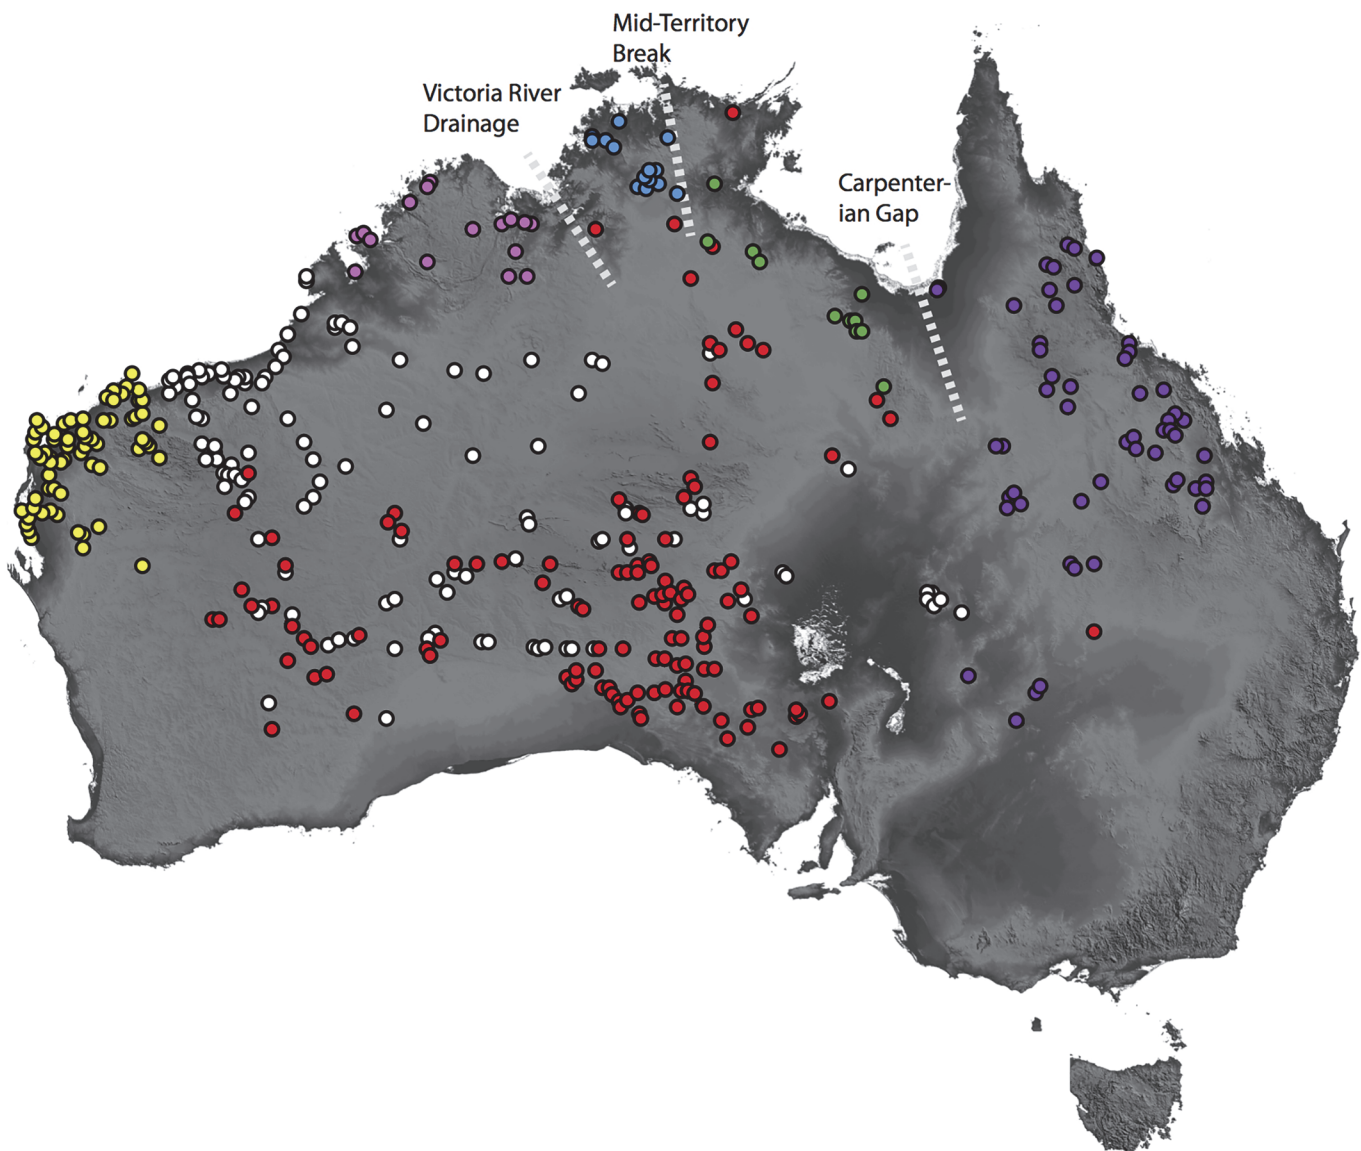 Mid-Territory
Break
Victoria River
Drainage
Carpenter-
ian Gap